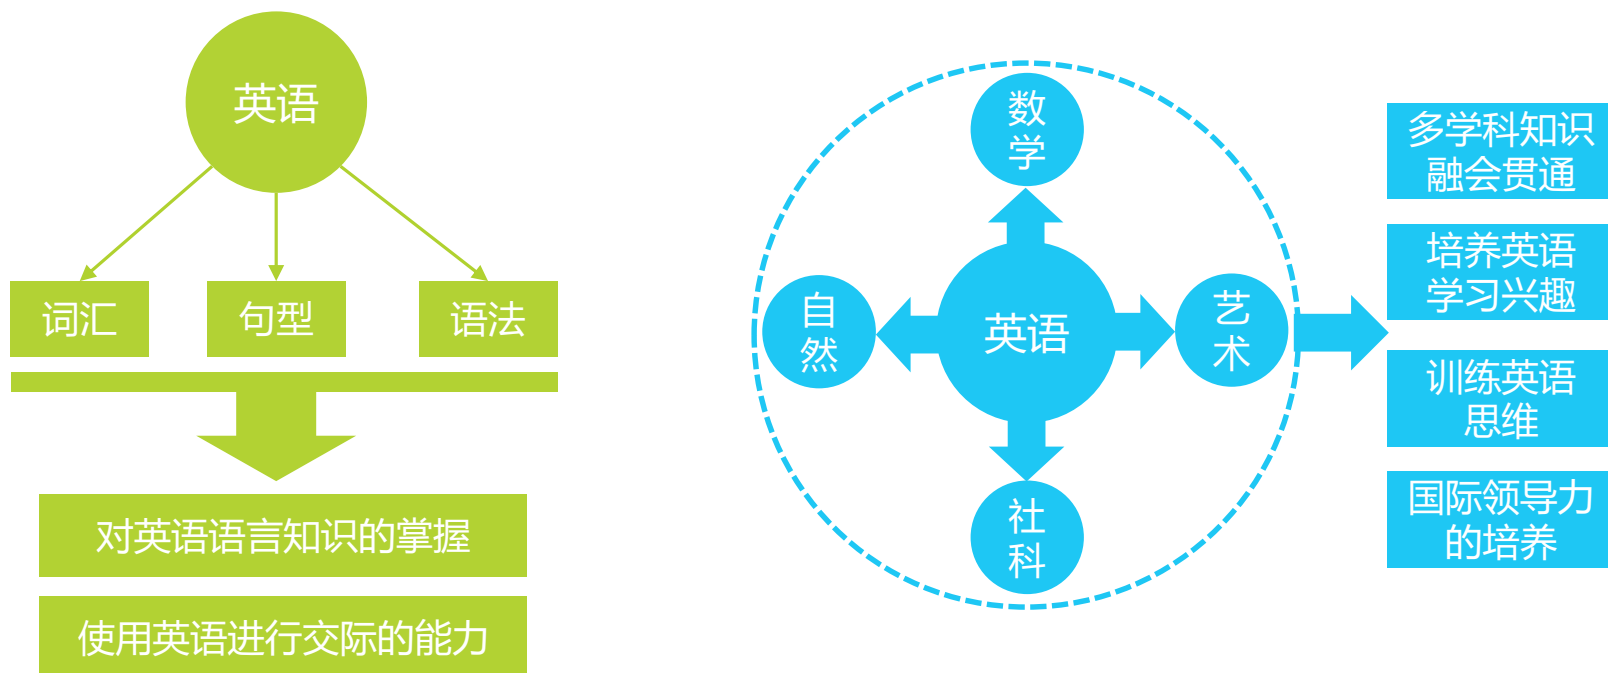 英语
词汇
句型
语法
对英语语言知识的掌握
使用英语进行交际的能力
数
学
自
然
英语
艺
术
社
科
多学科知识
融会贯通
培养英语
学习兴趣
训练英语
思维
国际领导力
的培养